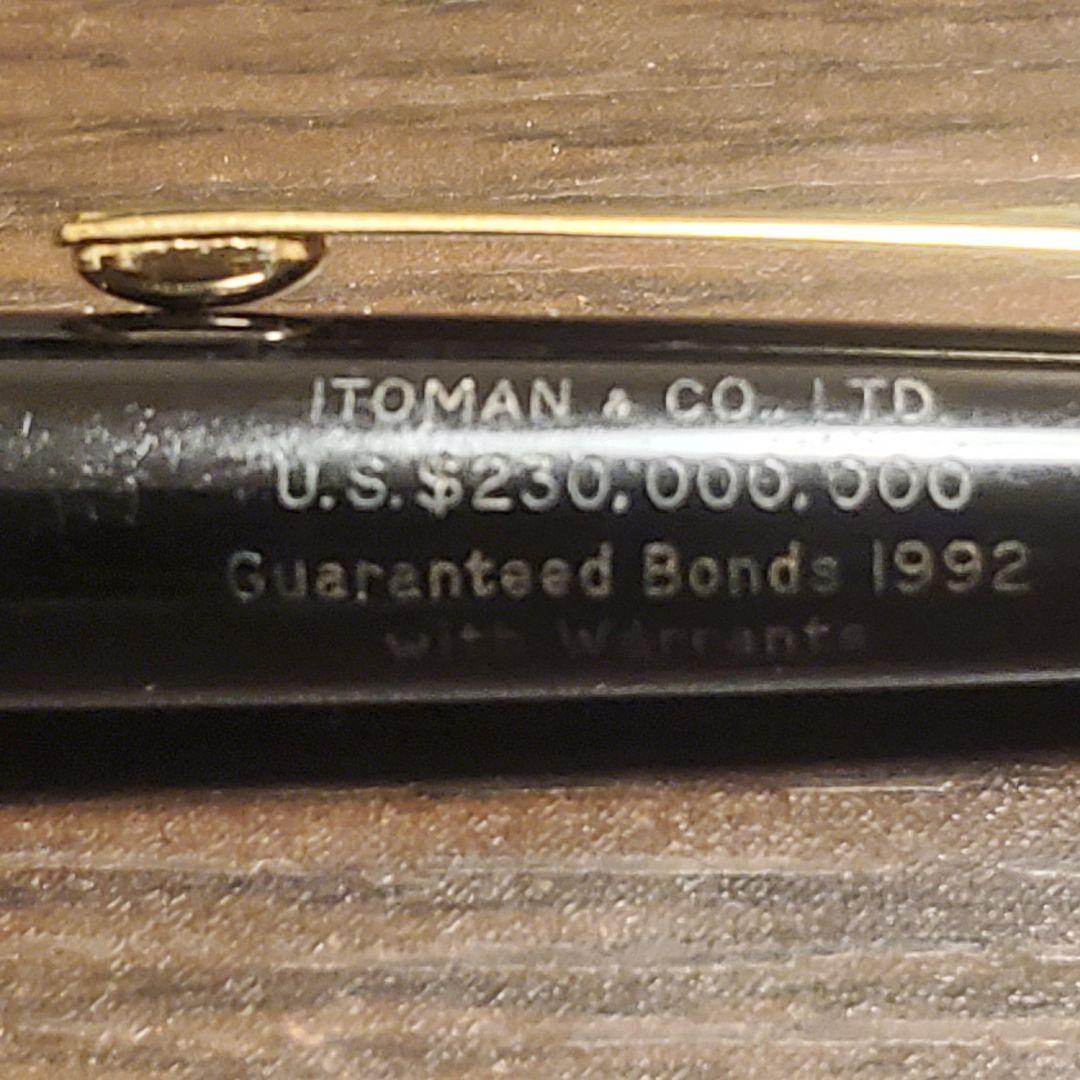 ITOMAN & CO., LTD.
U.S.$230,000,000
Guaranteed Bonds 1992
with Warrants